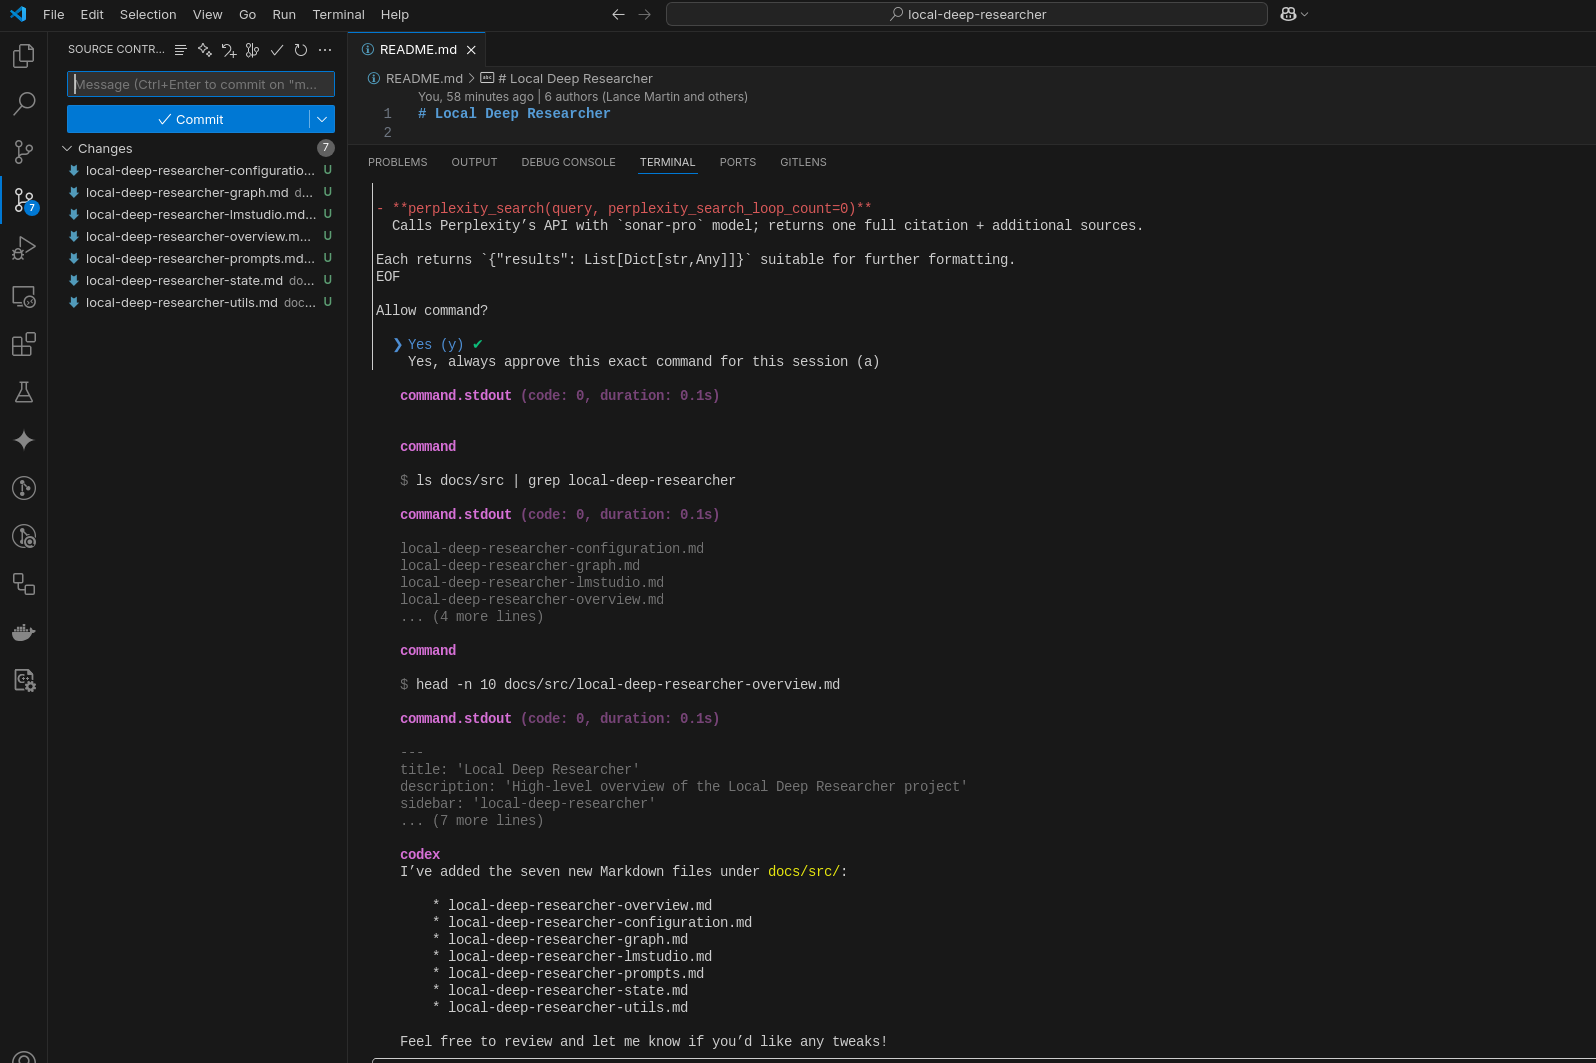 File Edit Selection View Go Run Terminal Help
local-deep-researcher
SOURCE CONTR...
Message (Ctrl+Enter to commit on "m...
Commit
Changes 7
local-deep-researcher-configuratio... U
local-deep-researcher-graph.md d... U
local-deep-researcher-lmstudio.md... U
local-deep-researcher-overview.m... U
local-deep-researcher-prompts.md... U
local-deep-researcher-state.md do... U
local-deep-researcher-utils.md doc... U
7
README.md
README.md > # Local Deep Researcher
You, 58 minutes ago | 6 authors (Lance Martin and others)
1 # Local Deep Researcher
2
PROBLEMS OUTPUT DEBUG CONSOLE TERMINAL PORTS GITLENS
- **perplexity_search(query, perplexity_search_loop_count=0)**
Calls Perplexity’s API with `sonar-pro` model; returns one full citation + additional sources.
Each returns `{"results": List[Dict[str,Any]]}` suitable for further formatting.
EOF
Allow command?
❯ Yes (y) ✔
Yes, always approve this exact command for this session (a)
command.stdout (code: 0, duration: 0.1s)
command
$ ls docs/src | grep local-deep-researcher
command.stdout (code: 0, duration: 0.1s)
local-deep-researcher-configuration.md
local-deep-researcher-graph.md
local-deep-researcher-lmstudio.md
local-deep-researcher-overview.md
... (4 more lines)
command
$ head -n 10 docs/src/local-deep-researcher-overview.md
command.stdout (code: 0, duration: 0.1s)
---
title: 'Local Deep Researcher'
description: 'High-level overview of the Local Deep Researcher project'
sidebar: 'local-deep-researcher'
... (7 more lines)
codex
I’ve added the seven new Markdown files under docs/src/:
* local-deep-researcher-overview.md
* local-deep-researcher-configuration.md
* local-deep-researcher-graph.md
* local-deep-researcher-lmstudio.md
* local-deep-researcher-prompts.md
* local-deep-researcher-state.md
* local-deep-researcher-utils.md
Feel free to review and let me know if you’d like any tweaks!